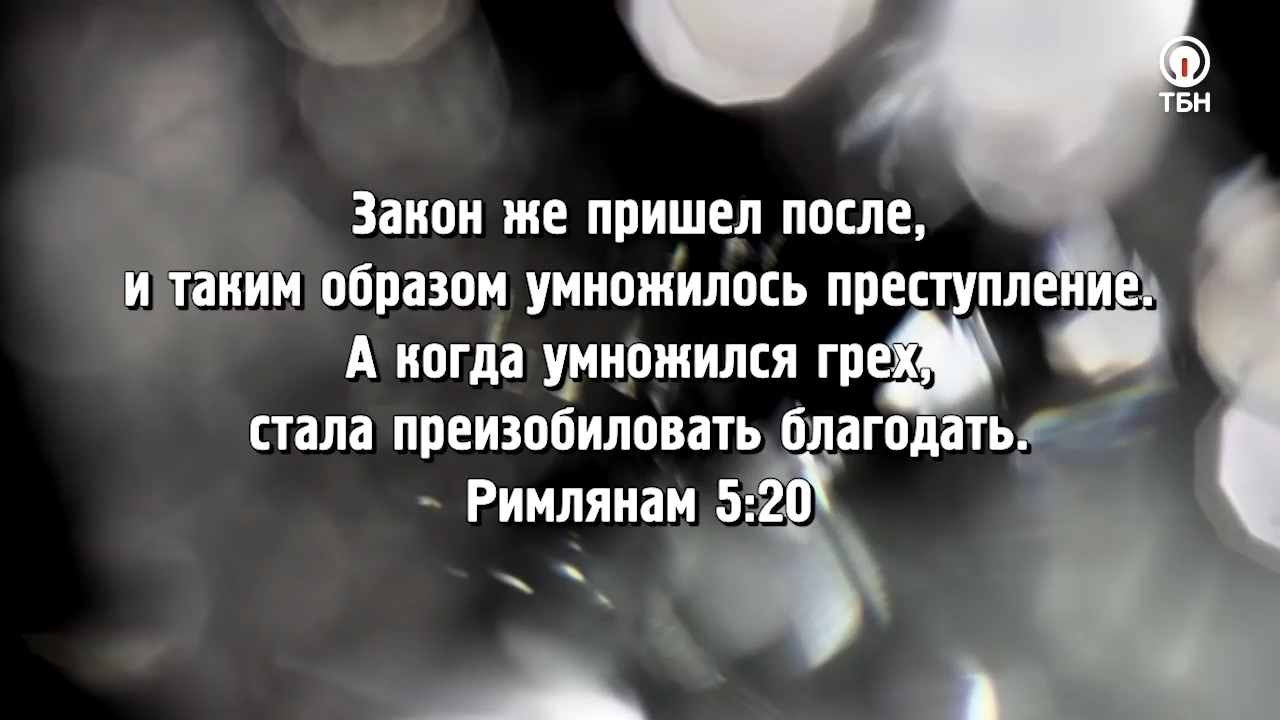 ТБН
Закон же пришел после,
и таким образом умножилось преступление.
А когда умножился грех,
стала преизобиловать благодать.
Римлянам 5:20